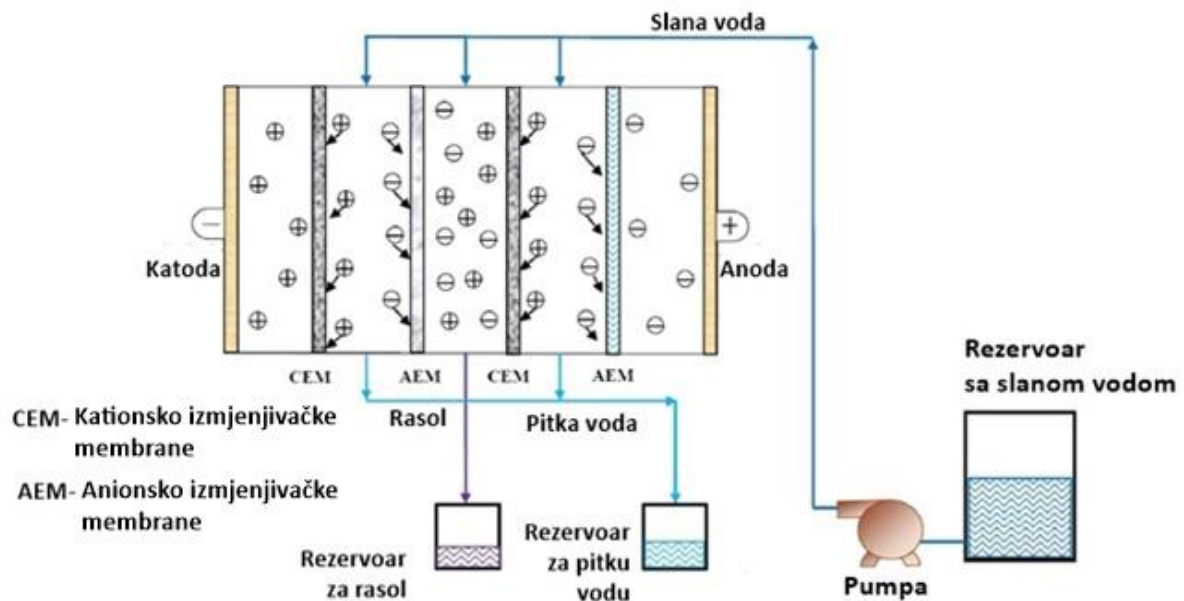 Slana voda
−
+
Katoda
Anoda
CEM
AEM
CEM
AEM
Rezervoar
sa slanom vodom
CEM- Kationsko izmjenjivačke
membrane
Rasol
Pitka voda
AEM- Anionsko izmjenjivačke
membrane
Rezervoar
za rasol
Rezervoar
za pitku
vodu
Pumpa